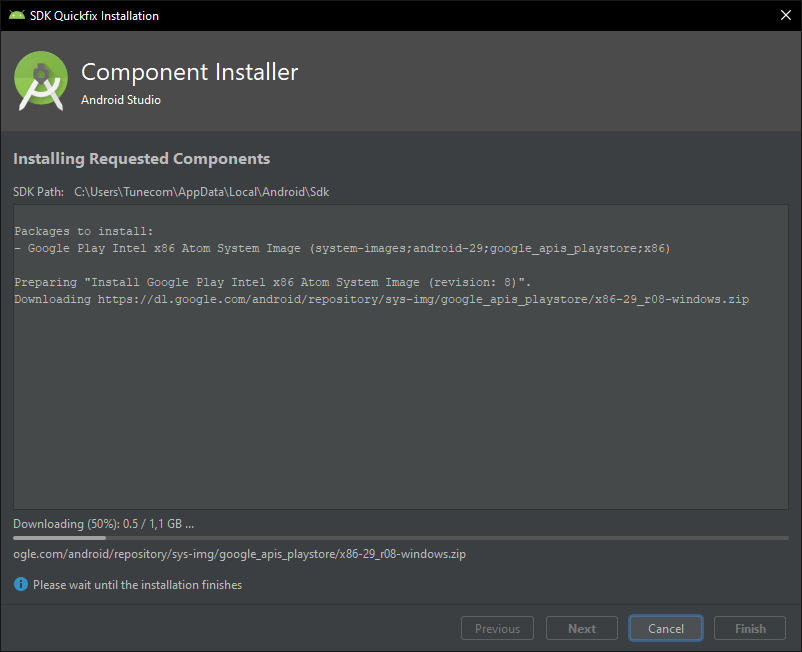 SDK Quickfix Installation
Component Installer
Android Studio
Installing Requested Components
SDK Path: C:\Users\Tunecom\AppData\Local\Android\Sdk
Packages to install:
- Google Play Intel x86 Atom System Image (system-images;android-29;google_apis_playstore;x86)
Preparing "Install Google Play Intel x86 Atom System Image (revision: 8)".
Downloading https://dl.google.com/android/repository/sys-img/google_apis_playstore/x86-29_r08-windows.zip
Downloading (50%): 0.5 / 1,1 GB ...
ogle.com/android/repository/sys-img/google_apis_playstore/x86-29_r08-windows.zip
Please wait until the installation finishes
Previous Next Cancel Finish